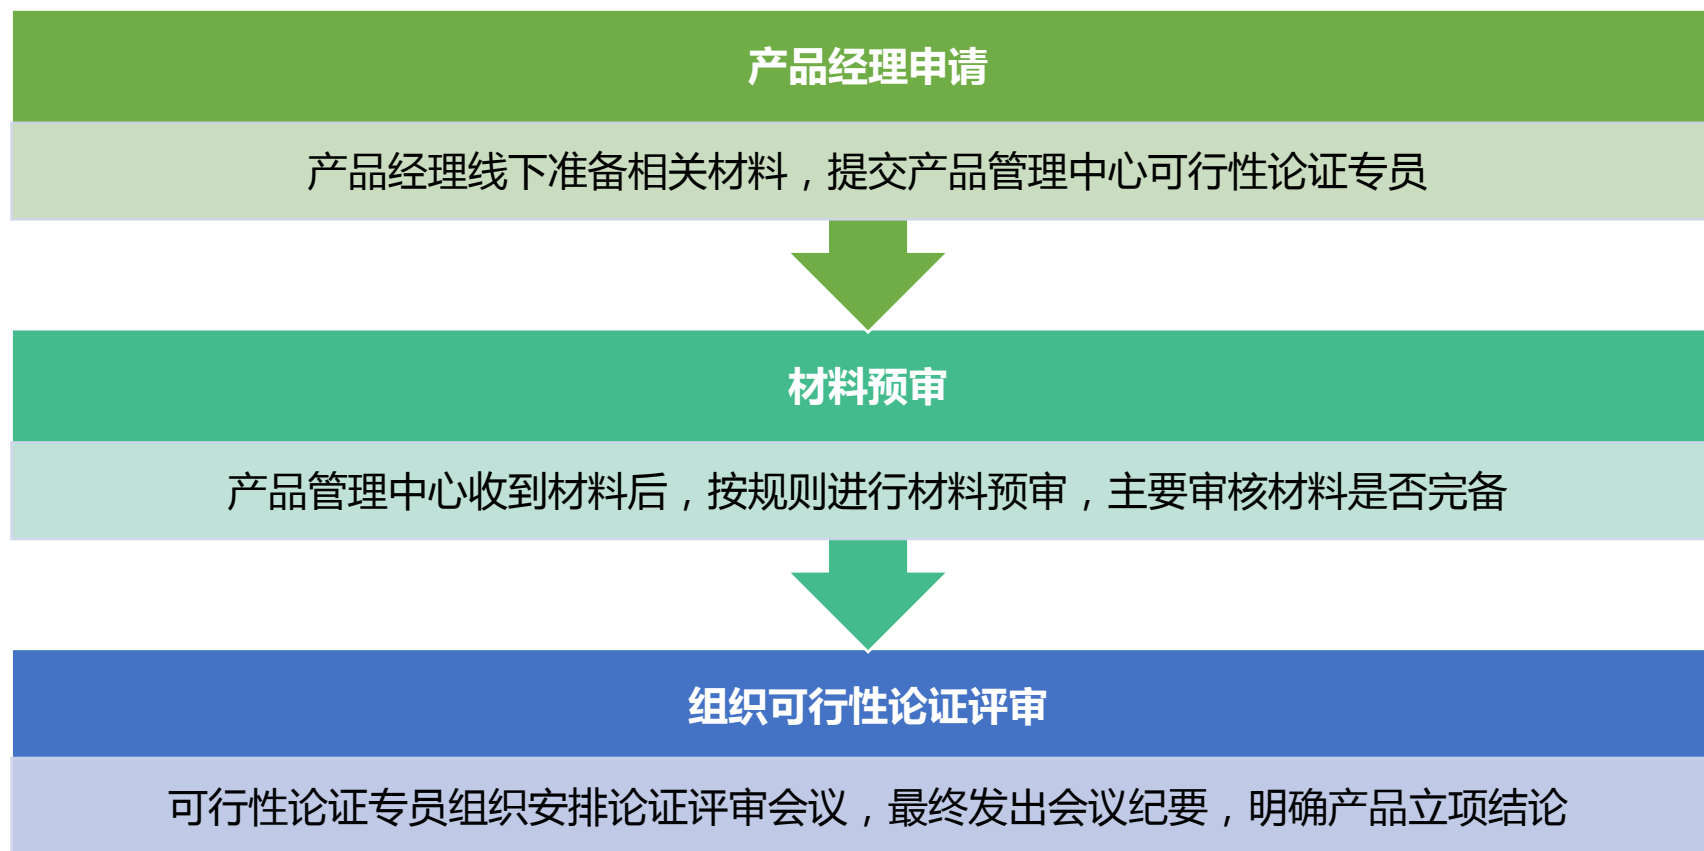 产品经理申请
产品经理线下准备相关材料，提交产品管理中心可行性论证专员
材料预审
产品管理中心收到材料后，按规则进行材料预审，主要审核材料是否完备
组织可行性论证评审
可行性论证专员组织安排论证评审会议，最终发出会议纪要，明确产品立项结论